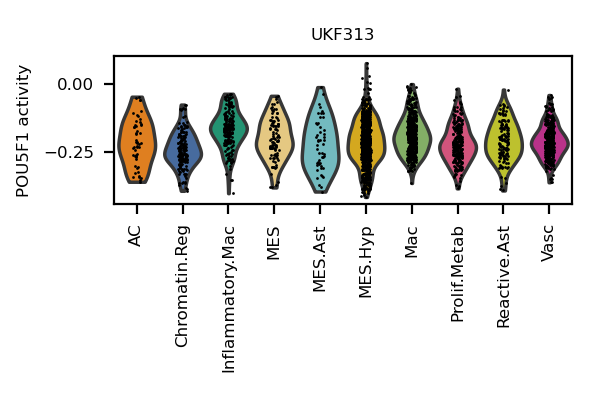 UKF313
POU5F1 activity
0.00
−0.25
AC
Chromatin.Reg
Inflammatory.Mac
MES
MES.Ast
MES.Hyp
Mac
Prolif.Metab
Reactive.Ast
Vasc